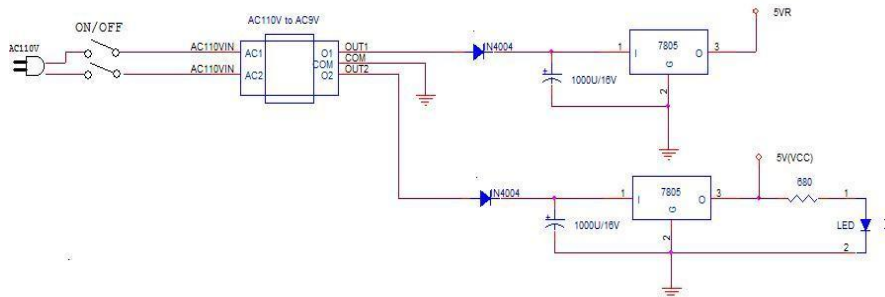 5VR
ON/OFF
AC110V to AC9V
AC110V
AC110VIN
AC1
O1
OUT1
IN4004
1
I
7805
O
3
COM
COM
AC110VIN
AC2
O2
OUT2
G
1000U/16V
2
5V(VCC)
IN4004
1
I
7805
O
3
680
1
G
1000U/16V
LED
2
2